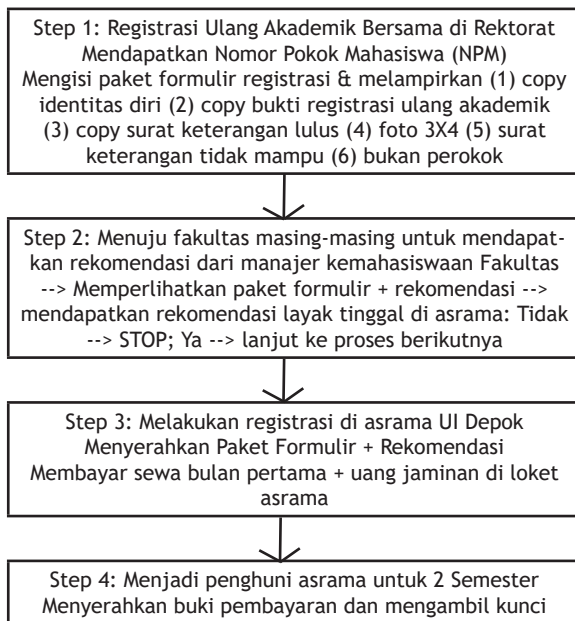 Step 1: Registrasi Ulang Akademik Bersama di Rektorat
Mendapatkan Nomor Pokok Mahasiswa (NPM)
Mengisi paket formulir registrasi & melampirkan (1) copy
identitas diri (2) copy bukti registrasi ulang akademik
(3) copy surat keterangan lulus (4) foto 3X4 (5) surat
keterangan tidak mampu (6) bukan perokok
Step 2: Menuju fakultas masing-masing untuk mendapat-
kan rekomendasi dari manajer kemahasiswaan Fakultas
--> Memperlihatkan paket formulir + rekomendasi -->
mendapatkan rekomendasi layak tinggal di asrama: Tidak
--> STOP; Ya --> lanjut ke proses berikutnya
Step 3: Melakukan registrasi di asrama UI Depok
Menyerahkan Paket Formulir + Rekomendasi
Membayar sewa bulan pertama + uang jaminan di loket
asrama
Step 4: Menjadi penghuni asrama untuk 2 Semester
Menyerahkan buki pembayaran dan mengambil kunci